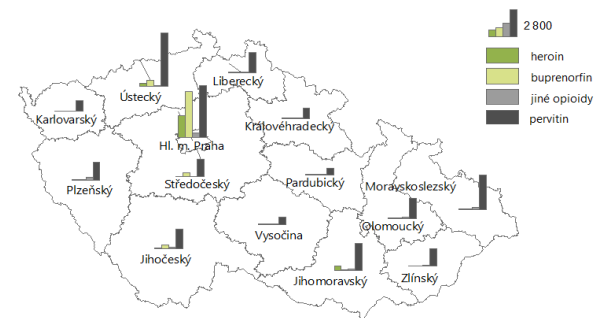 2 800
heroin
buprenorfin
jiné opioidy
pervitin
Liberecký
Ústecký
Karlovarský
Královéhradecký
Hl. m. Praha
Středočeský
Plzeňský
Pardubický
Moravskoslezský
Olomoucký
Vysočina
Jihočeský
Jihomoravský
Zlínský